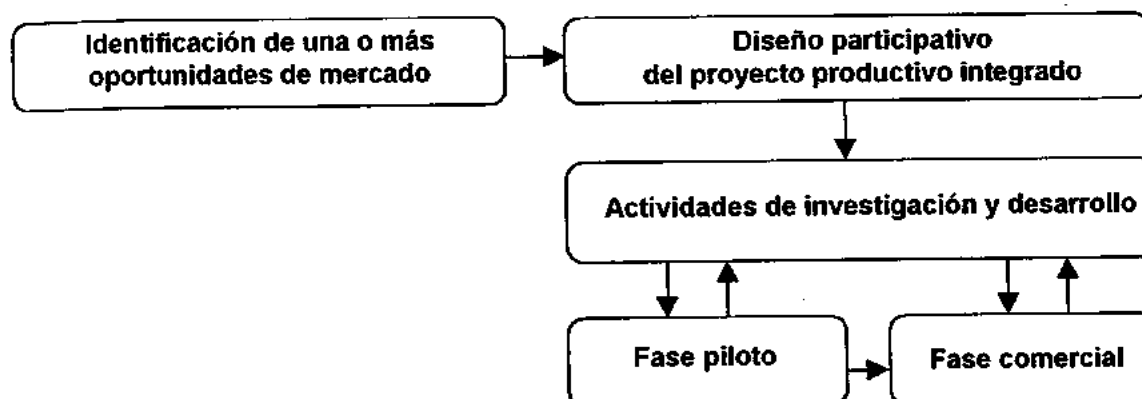 Identificación de una o más
oportunidades de mercado
Diseño participativo
del proyecto productivo integrado
Actividades de investigación y desarrollo
Fase piloto
Fase comercial